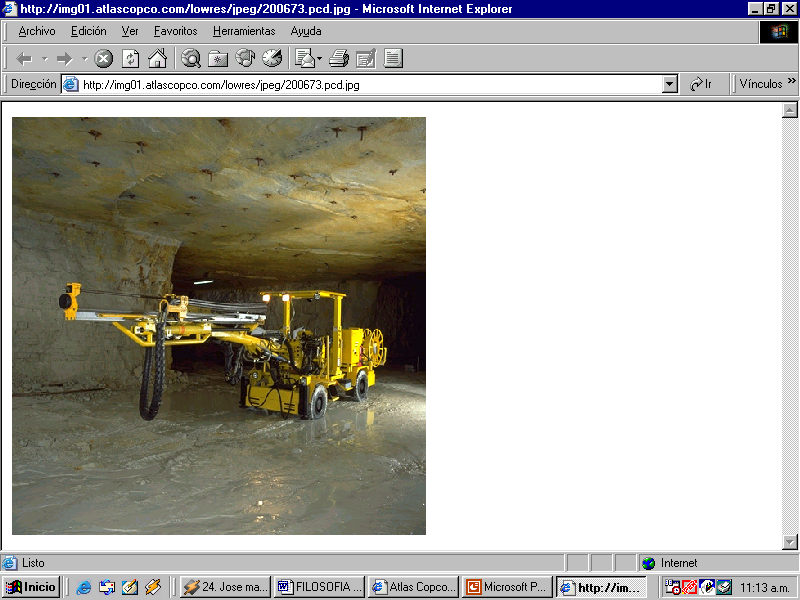 http://img01.atlascopco.com/lowres/jpeg/200673.pcd.jpg - Microsoft Internet Explorer
Archivo Edición Ver Favoritos Herramientas Ayuda
Dirección http://img01.atlascopco.com/lowres/jpeg/200673.pcd.jpg Ir Vínculos »
Listo Internet
Inicio 24. Jose ma... FILOSOFIA ... Atlas Copco... Microsoft P... http://im... 11:13 a.m.